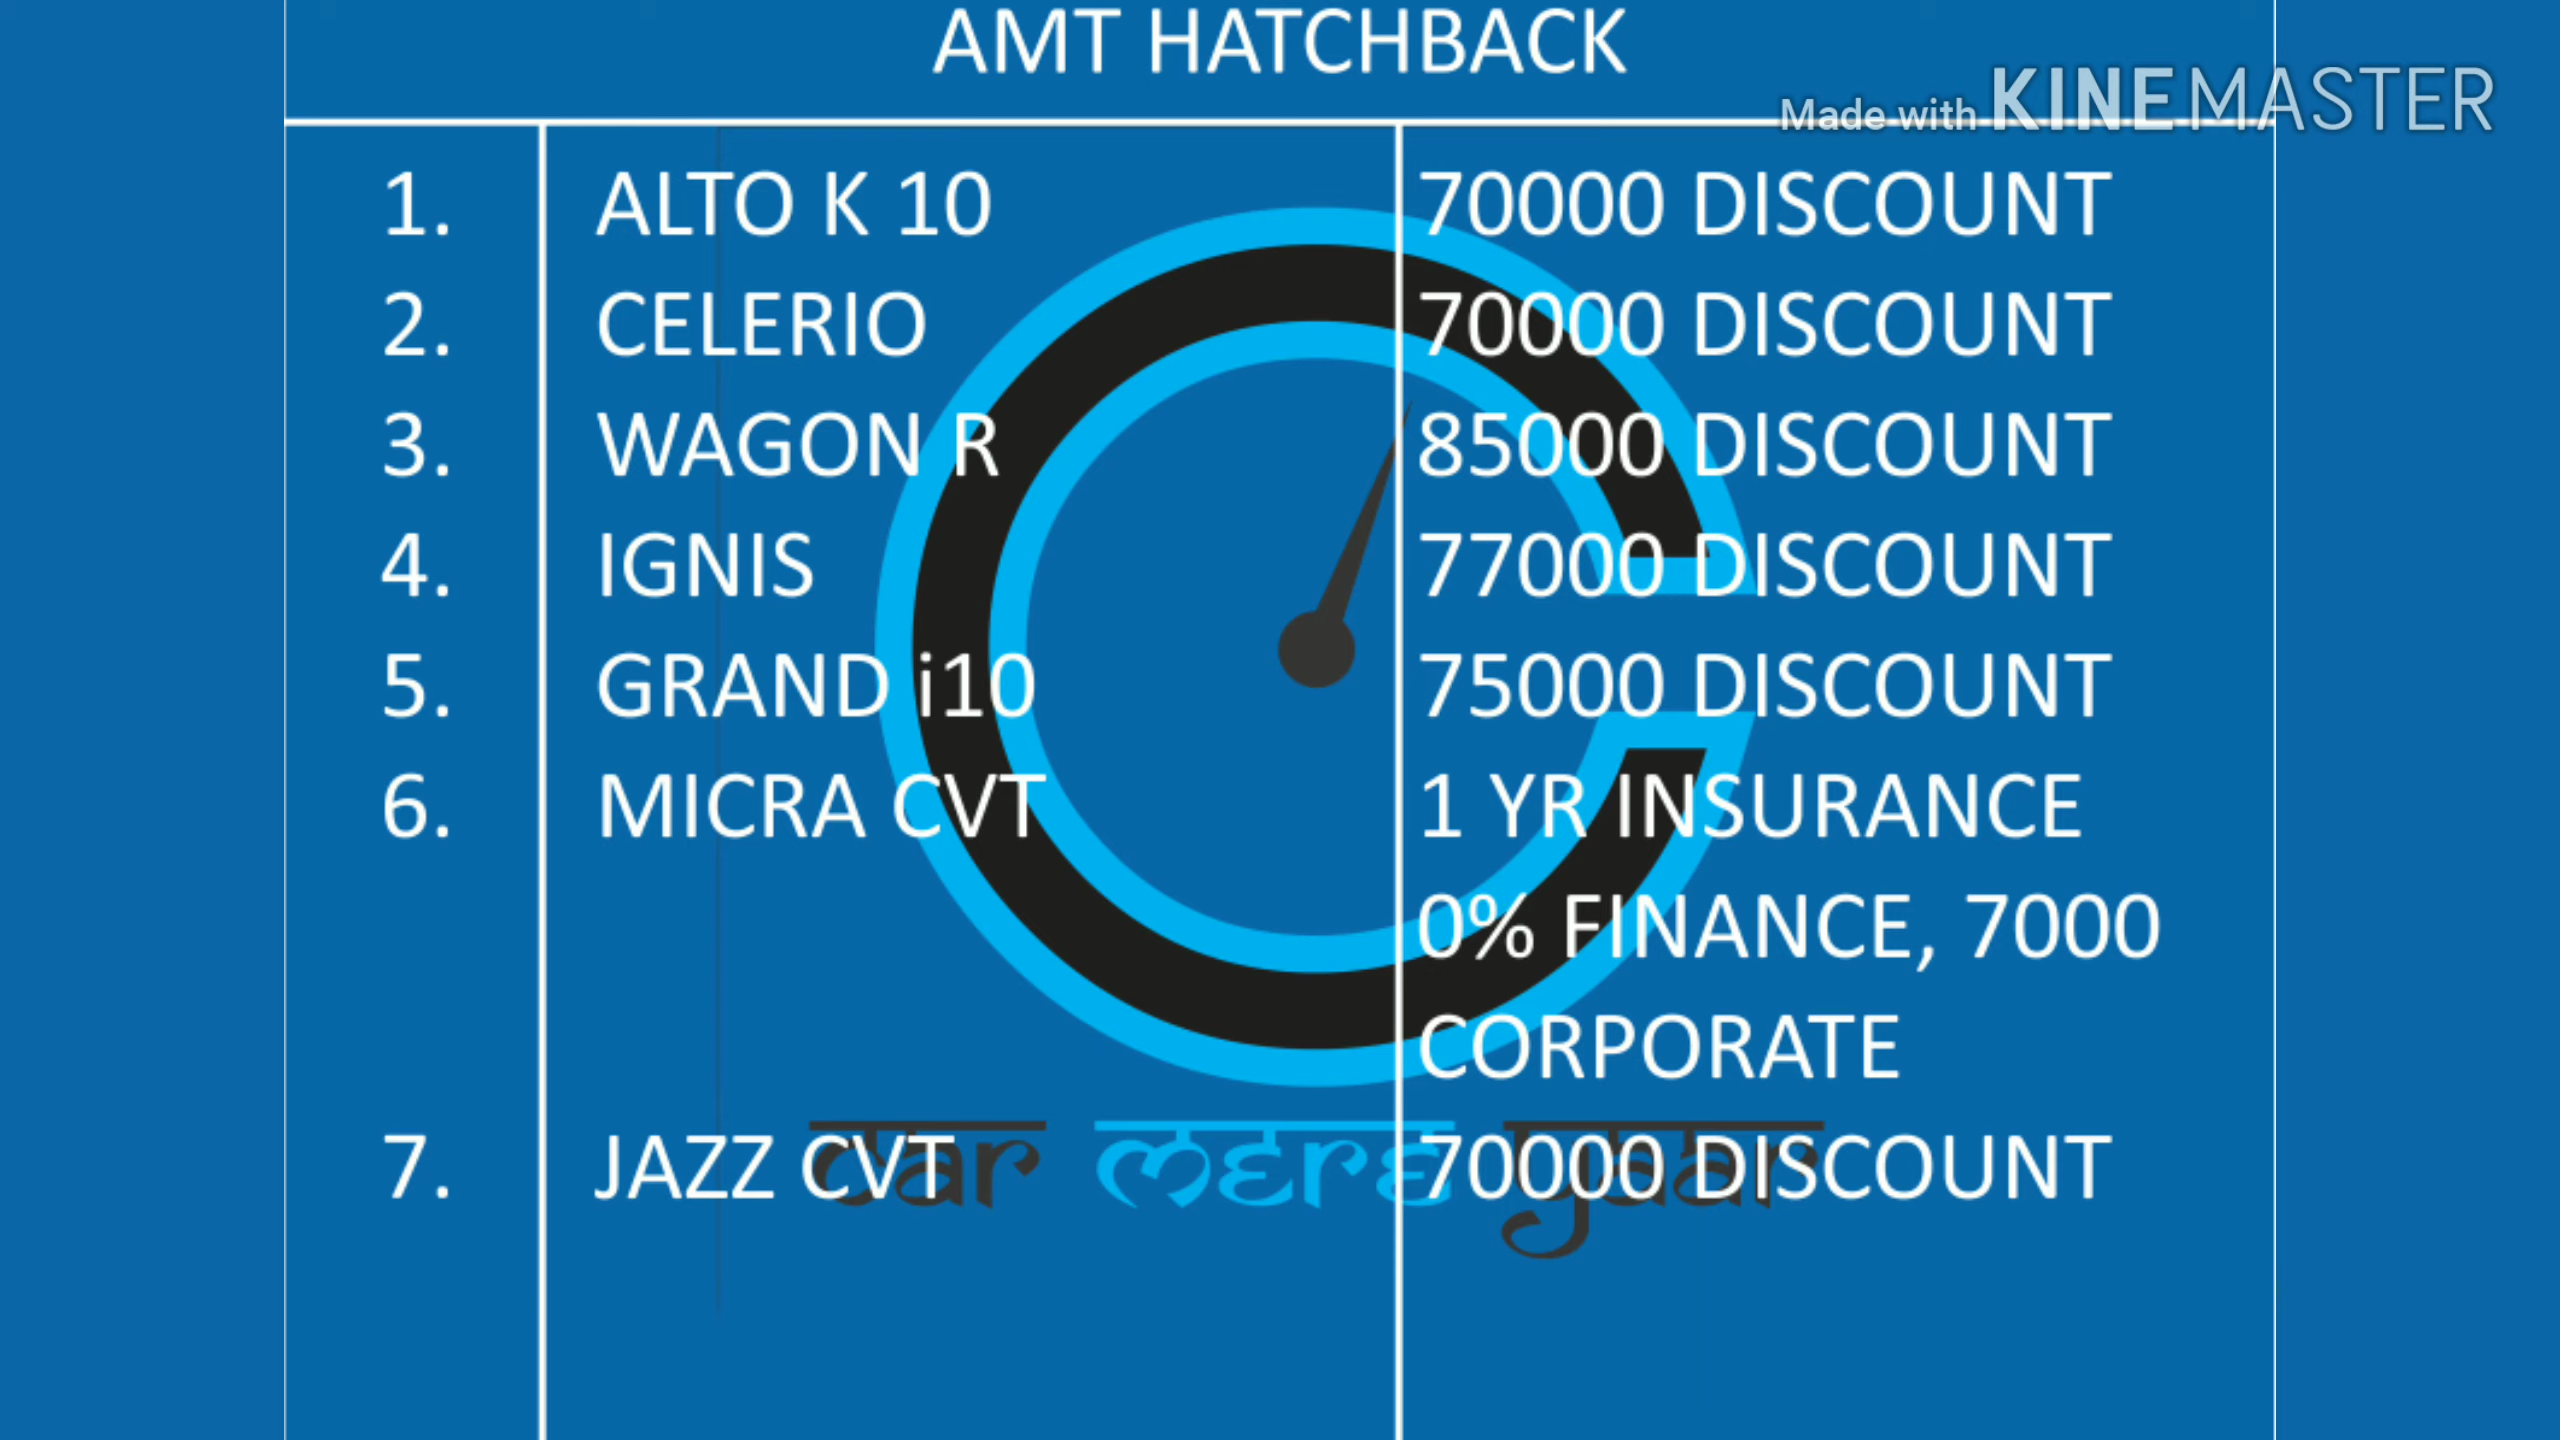 AMT HATCHBACK
Made with KINEMASTER
1. ALTO K 10 70000 DISCOUNT
2. CELERIO 70000 DISCOUNT
3. WAGON R 85000 DISCOUNT
4. IGNIS 77000 DISCOUNT
5. GRAND i10 75000 DISCOUNT
6. MICRA CVT 1 YR INSURANCE
0% FINANCE, 7000
CORPORATE
7. JAZZ CVT 70000 DISCOUNT
car mere yaar